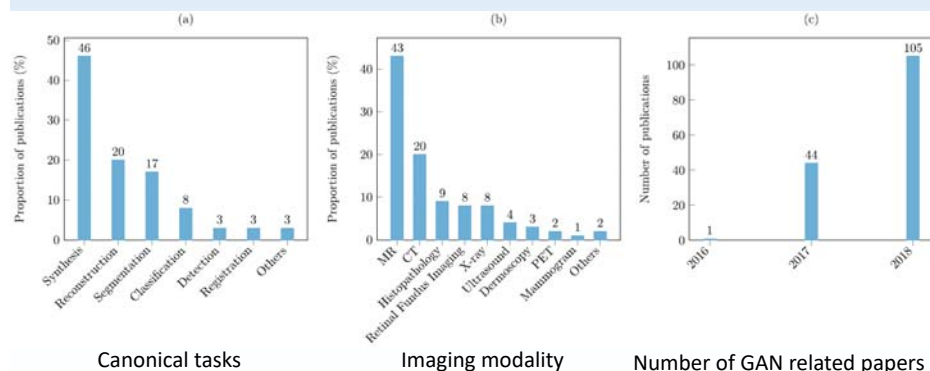 (a)
Proportion of publications (%)
50
40
30
20
10
0
46
20
17
8
3
3
3
Synthesis
Reconstruction
Segmentation
Classification
Detection
Registration
Others
Canonical tasks
(b)
Proportion of publications (%)
40
30
20
10
0
43
20
9
8
8
4
3
2
1
2
MR
CT
Histopathology
Retinal Fundus Imaging
X-ray
Ultrasound
Dermoscopy
PET
Mammogram
Others
Imaging modality
(c)
Number of publications
100
80
60
40
20
0
1
44
105
2016
2017
2018
Number of GAN related papers